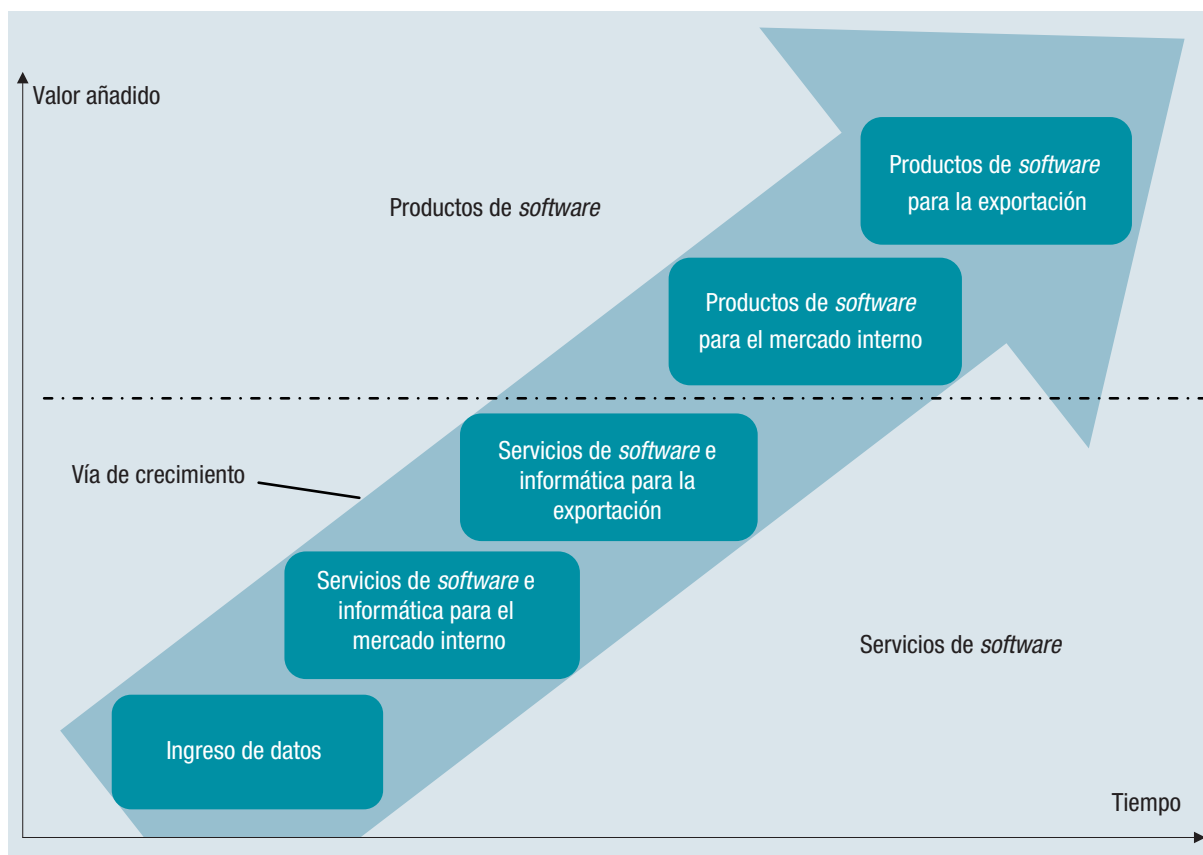 Valor añadido
Productos de software
para la exportación
Productos de software
Productos de software
para el mercado interno
Servicios de software e
informática para la
exportación
Vía de crecimiento
Servicios de software e
informática para el
mercado interno
Servicios de software
Ingreso de datos
Tiempo